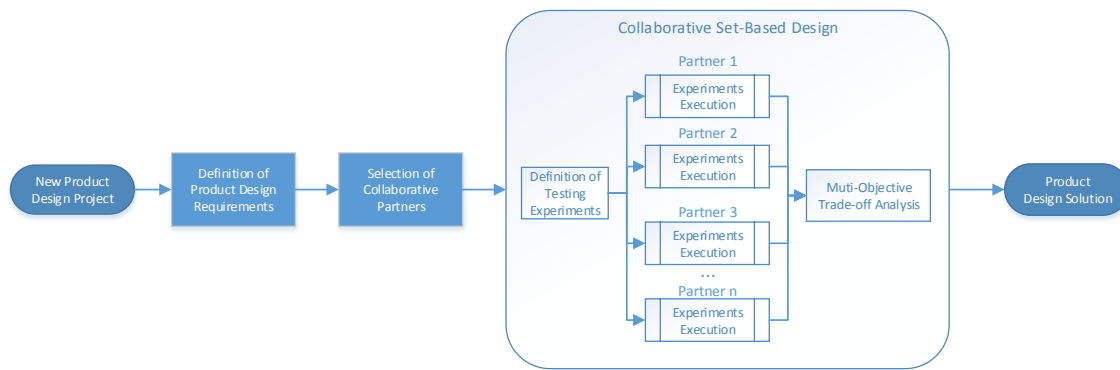 Collaborative Set-Based Design
New Product
Design Project
Definition of
Product Design
Requirements
Selection of
Collaborative
Partners
Definition of
Testing
Experiments
Partner 1
Experiments
Execution
Partner 2
Experiments
Execution
Partner 3
Experiments
Execution
...
Partner n
Experiments
Execution
Muti-Objective
Trade-off Analysis
Product
Design Solution